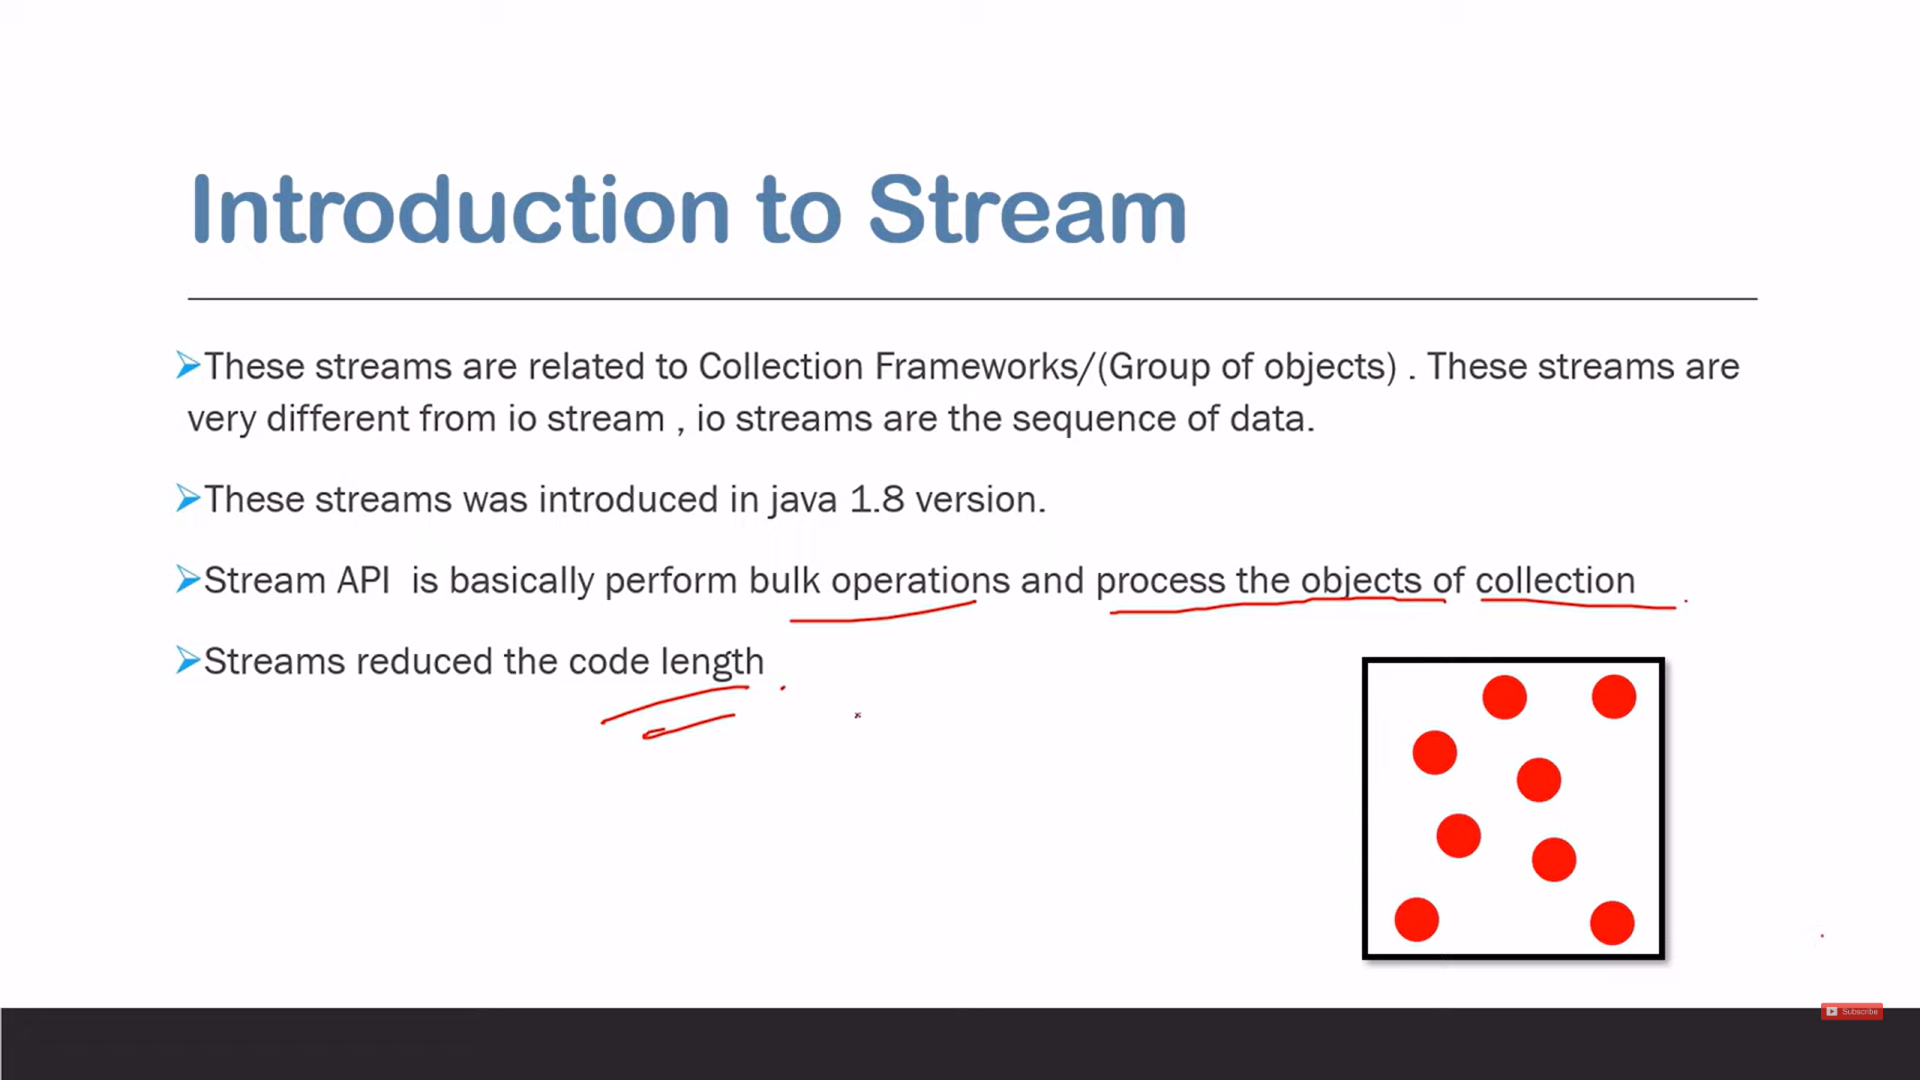 Introduction to Stream
These streams are related to Collection Frameworks/(Group of objects) . These streams are
very different from io stream , io streams are the sequence of data.
These streams was introduced in java 1.8 version.
Stream API  is basically perform bulk operations and process the objects of collection
Streams reduced the code length
Subscribe